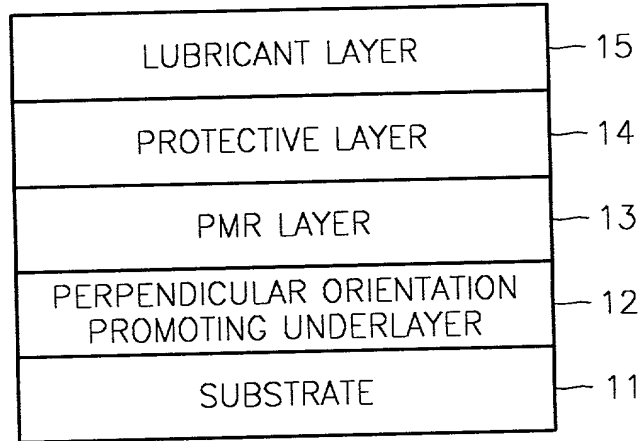 LUBRICANT LAYER 15
PROTECTIVE LAYER 14
PMR LAYER 13
PERPENDICULAR ORIENTATION
PROMOTING UNDERLAYER 12
SUBSTRATE 11